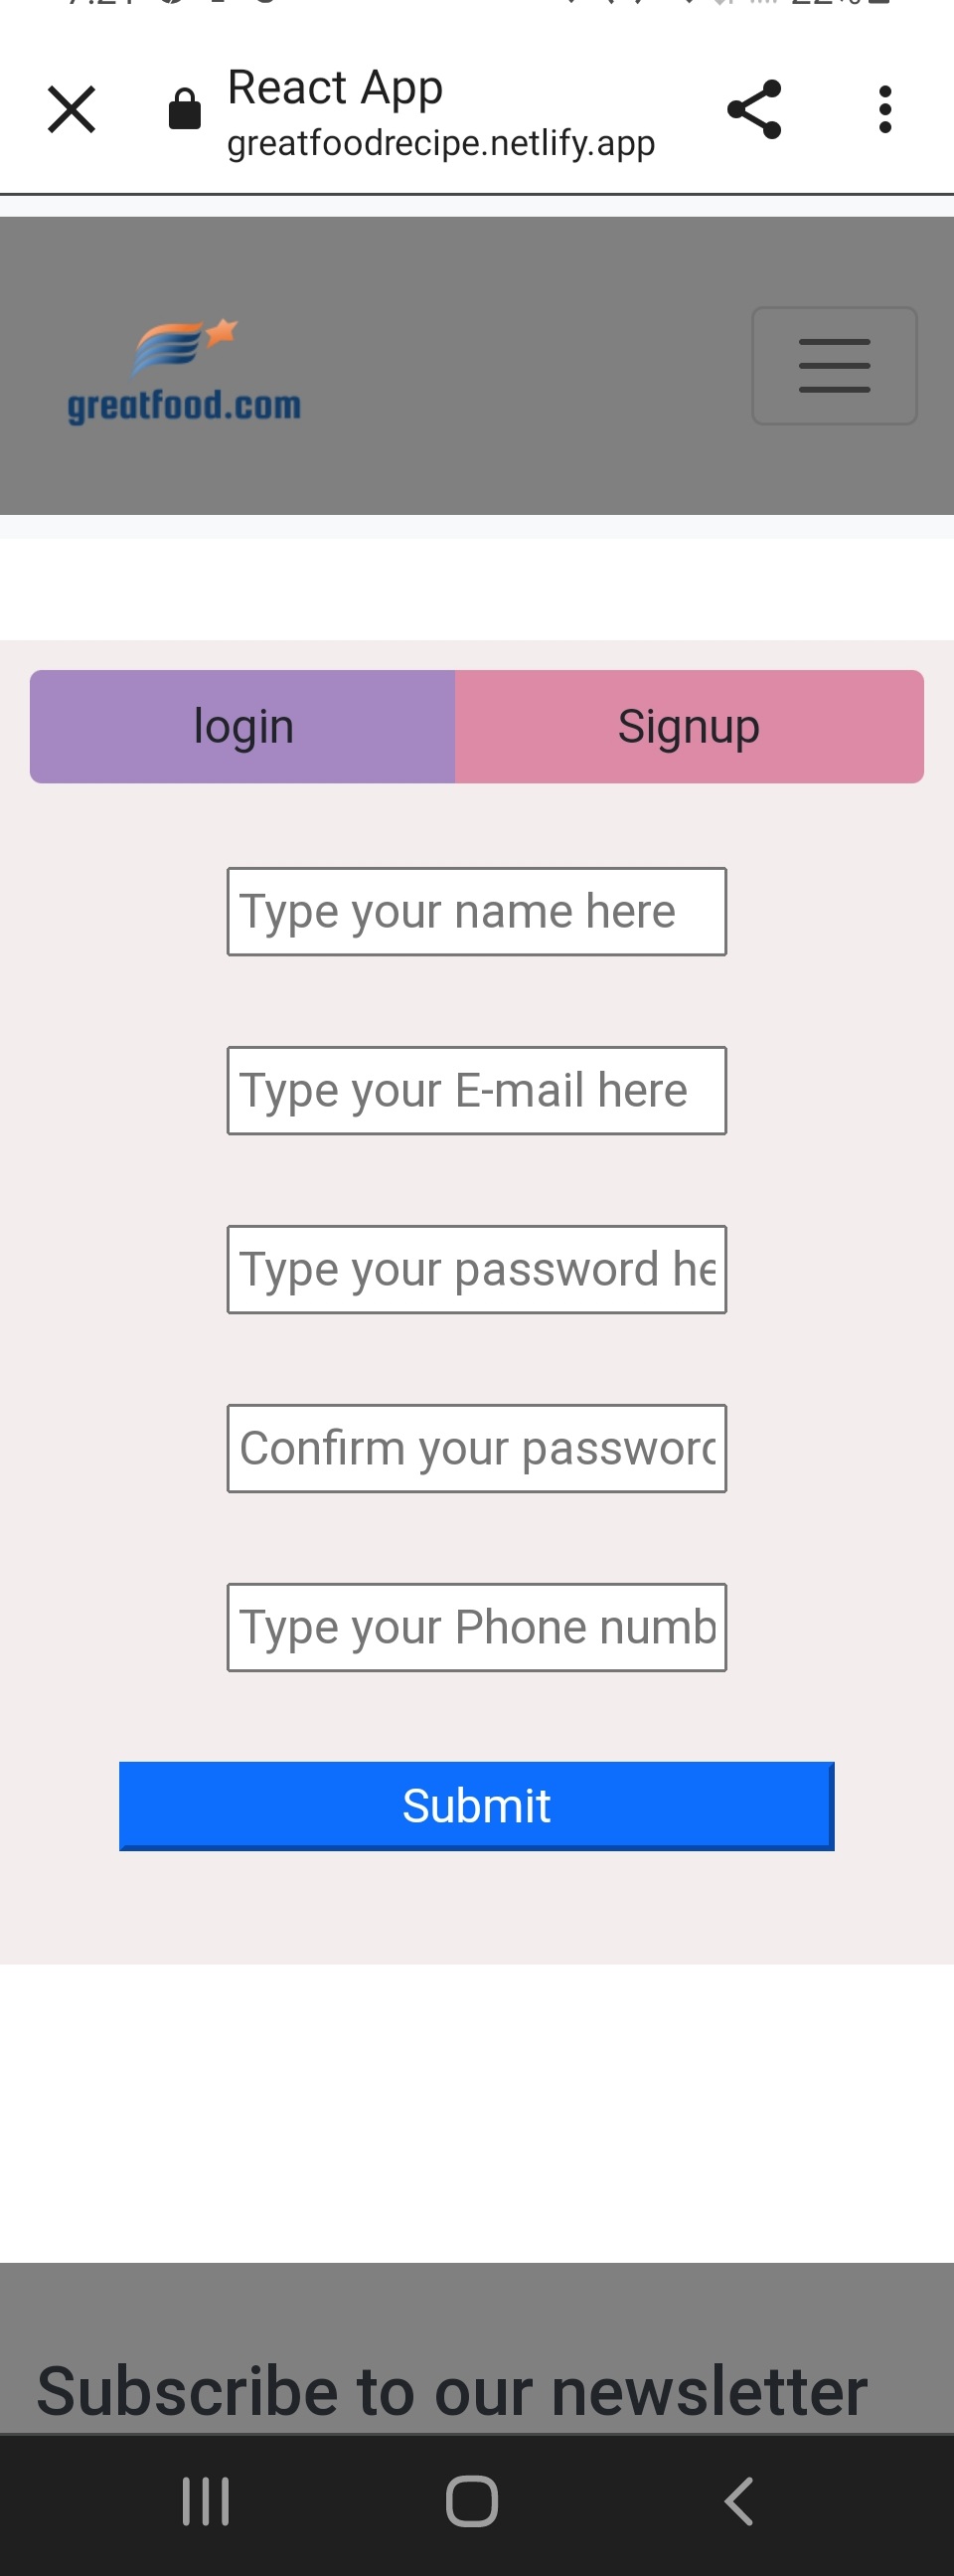 React App
greatfoodrecipe.netlify.app
greatfood.com
login
Signup
Type your name here
Type your E-mail here
Type your password he
Confirm your password
Type your Phone numb
Submit
Subscribe to our newsletter